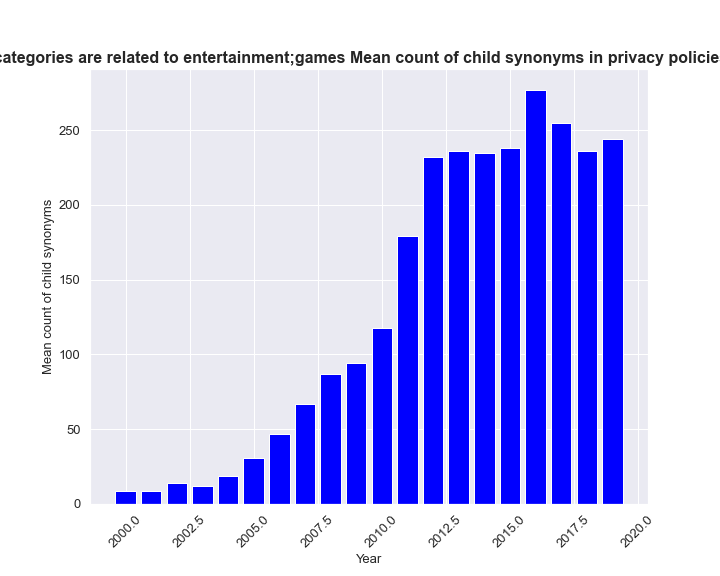 categories are related to entertainment;games Mean count of child synonyms in privacy policie
250
200
150
100
50
0
Mean count of child synonyms
2000.0 2002.5 2005.0 2007.5 2010.0 2012.5 2015.0 2017.5 2020.0
Year